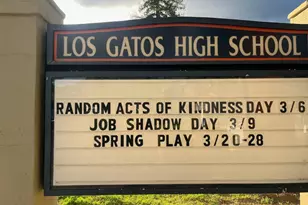 LOS GATOS HIGH SCHOOL
RANDOM ACTS OF KINDNESS DAY 3/6
JOB SHADOW DAY 3/9
SPRING PLAY 3/20-28